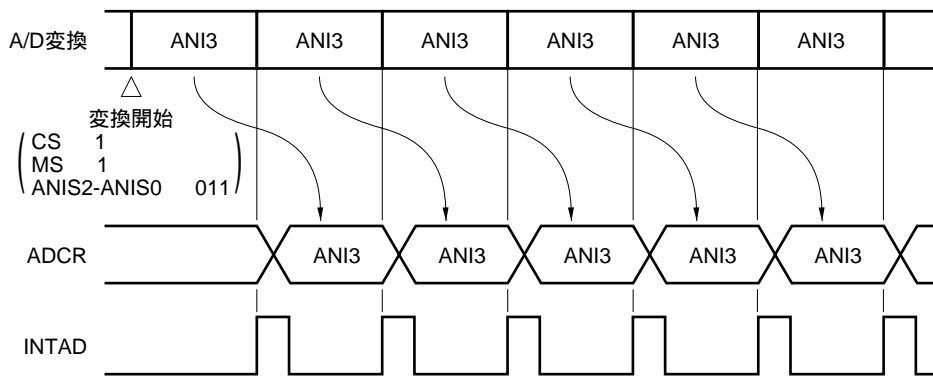 A/D変換 ANI3 ANI3 ANI3 ANI3 ANI3 ANI3
変換開始
CS 1
MS 1
ANIS2-ANIS0 011
ADCR ANI3 ANI3 ANI3 ANI3 ANI3
INTAD